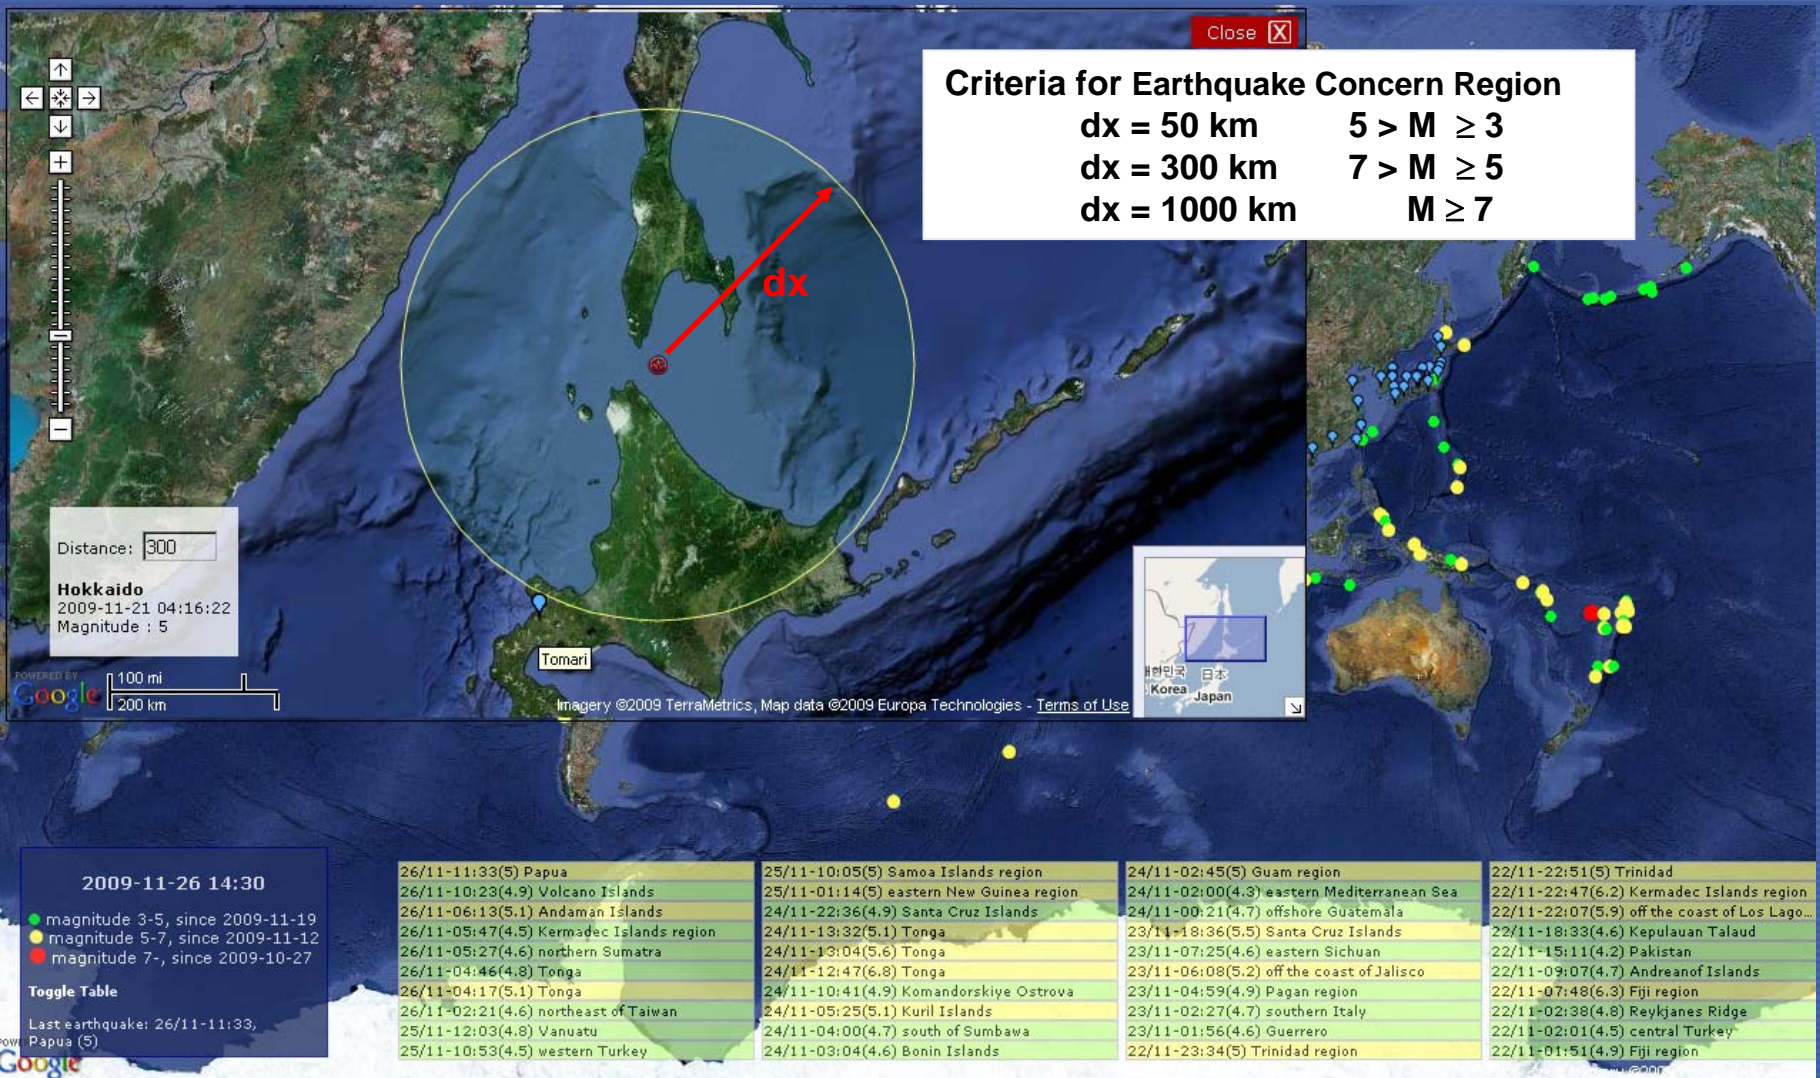 Close X
Criteria for Earthquake Concern Region
dx = 50 km 5 > M ≥ 3
dx = 300 km 7 > M ≥ 5
dx = 1000 km M ≥ 7
dx
Distance: 300
Hokkaido
2009-11-21 04:16:22
Magnitude : 5
Tomari
POWERED BY
Google
100 mi
200 km
Imagery ©2009 TerraMetrics, Map data ©2009 Europa Technologies - Terms of Use
대한민국
Korea
日本
Japan
2009-11-26 14:30
magnitude 3-5, since 2009-11-19
magnitude 5-7, since 2009-11-12
magnitude 7-, since 2009-10-27
Toggle Table
Last earthquake: 26/11-11:33,
Papua (5)
Google
26/11-11:33(5) Papua
26/11-10:23(4.9) Volcano Islands
26/11-06:13(5.1) Andaman Islands
26/11-05:47(4.5) Kermadec Islands region
26/11-05:27(4.6) northern Sumatra
26/11-04:46(4.8) Tonga
26/11-04:17(5.1) Tonga
26/11-02:21(4.6) northeast of Taiwan
25/11-12:03(4.8) Vanuatu
25/11-10:53(4.5) western Turkey
25/11-10:05(5) Samoa Islands region
25/11-01:14(5) eastern New Guinea region
24/11-22:36(4.9) Santa Cruz Islands
24/11-13:32(5.1) Tonga
24/11-13:04(5.6) Tonga
24/11-12:47(6.8) Tonga
24/11-10:41(4.9) Komandorskiye Ostrova
24/11-05:25(5.1) Kuril Islands
24/11-04:00(4.7) south of Sumbawa
24/11-03:04(4.6) Bonin Islands
24/11-02:45(5) Guam region
24/11-02:00(4.3) eastern Mediterranean Sea
24/11-00:21(4.7) offshore Guatemala
23/11-18:36(5.5) Santa Cruz Islands
23/11-07:25(4.6) eastern Sichuan
23/11-06:08(5.2) off the coast of Jalisco
23/11-04:59(4.9) Pagan region
23/11-02:27(4.7) southern Italy
23/11-01:56(4.6) Guerrero
22/11-23:34(5) Trinidad region
22/11-22:51(5) Trinidad
22/11-22:47(6.2) Kermadec Islands region
22/11-22:07(5.9) off the coast of Los Lago...
22/11-18:33(4.6) Kepulauan Talaud
22/11-15:11(4.2) Pakistan
22/11-09:07(4.7) Andreanof Islands
22/11-07:48(6.3) Fiji region
22/11-02:38(4.8) Reykjanes Ridge
22/11-02:01(4.5) central Turkey
22/11-01:51(4.9) Fiji region